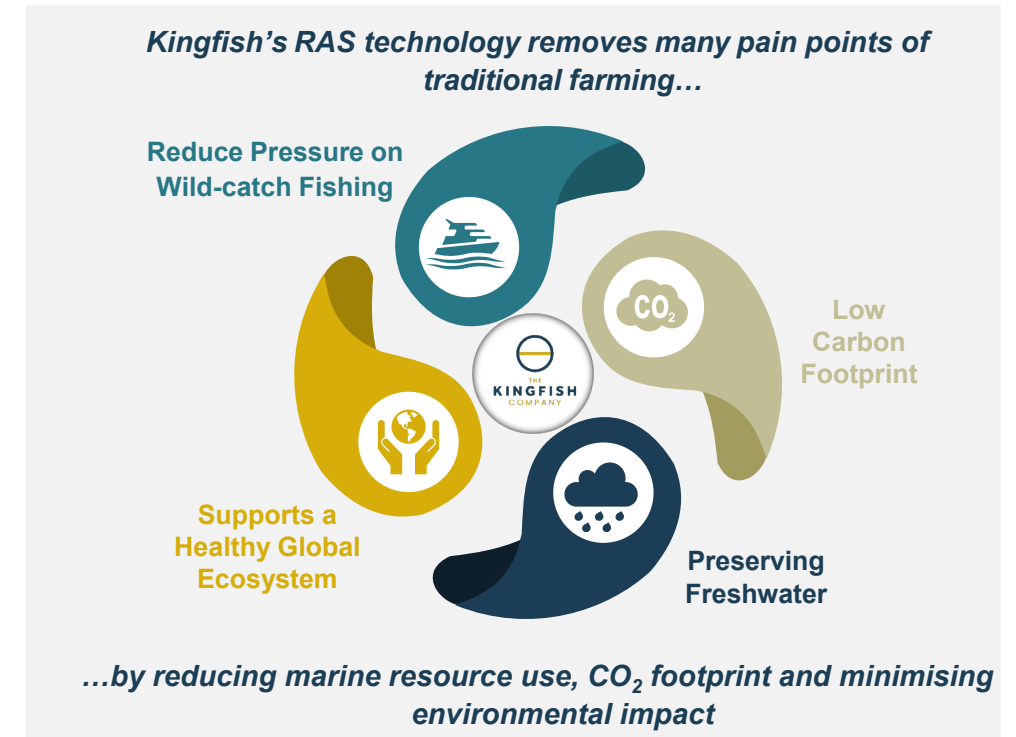 Kingfish’s RAS technology removes many pain points of
traditional farming…
Reduce Pressure on
Wild-catch Fishing
CO₂
Low
Carbon
Footprint
THE
KINGFISH
COMPANY
Supports a
Healthy Global
Ecosystem
Preserving
Freshwater
…by reducing marine resource use, CO₂ footprint and minimising
environmental impact